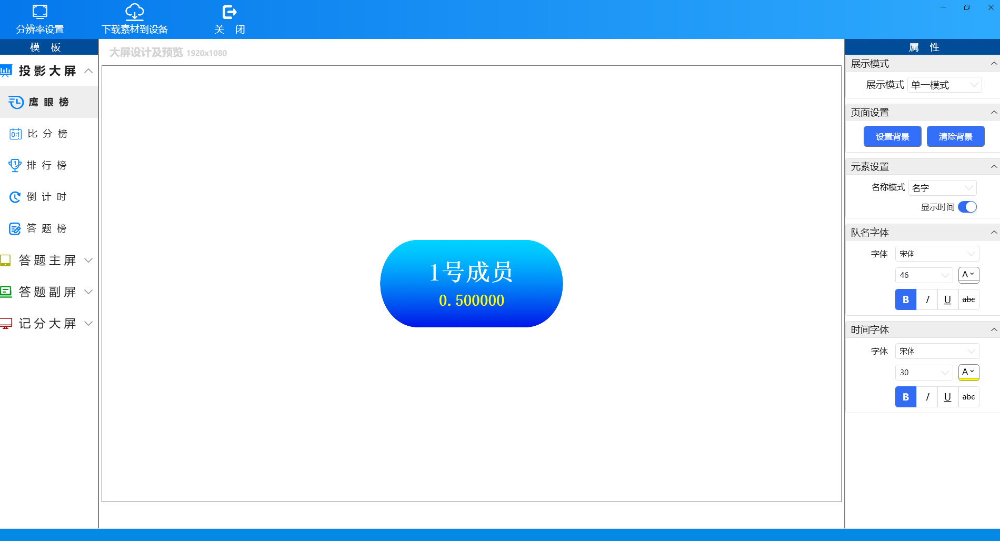 分辨率设置
下载素材到设备
关 闭
模 板
投影大屏
鹰 眼 榜
0:1 比 分 榜
1 排 行 榜
倒 计 时
答 题 榜
答题主屏
答题副屏
记分大屏
大屏设计及预览 1920x1080
1号成员
0.500000
属 性
展示模式
展示模式 单一模式
页面设置
设置背景 清除背景
元素设置
名称模式 名字
显示时间
队名字体
字体 宋体
46 A
B I U abc
时间字体
字体 宋体
30 A
B I U abc